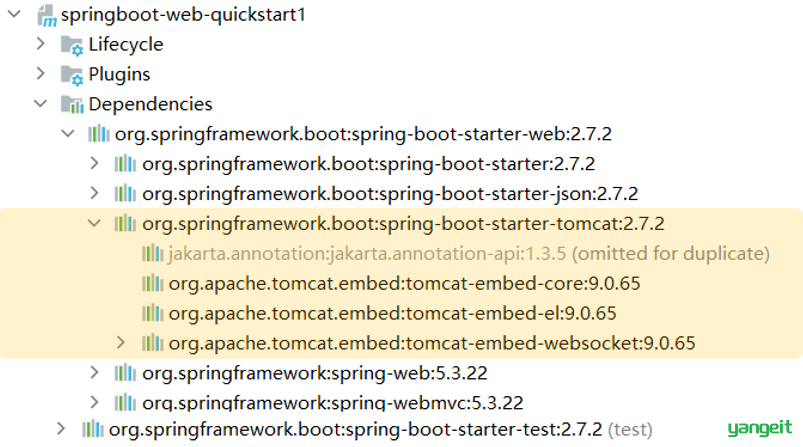 springboot-web-quickstart1
Lifecycle
Plugins
Dependencies
org.springframework.boot:spring-boot-starter-web:2.7.2
org.springframework.boot:spring-boot-starter:2.7.2
org.springframework.boot:spring-boot-starter-json:2.7.2
org.springframework.boot:spring-boot-starter-tomcat:2.7.2
jakarta.annotation:jakarta.annotation-api:1.3.5 (omitted for duplicate)
org.apache.tomcat.embed:tomcat-embed-core:9.0.65
org.apache.tomcat.embed:tomcat-embed-el:9.0.65
org.apache.tomcat.embed:tomcat-embed-websocket:9.0.65
org.springframework:spring-web:5.3.22
org.springframework:spring-webmvc:5.3.22
org.springframework.boot:spring-boot-starter-test:2.7.2 (test)
yangeit